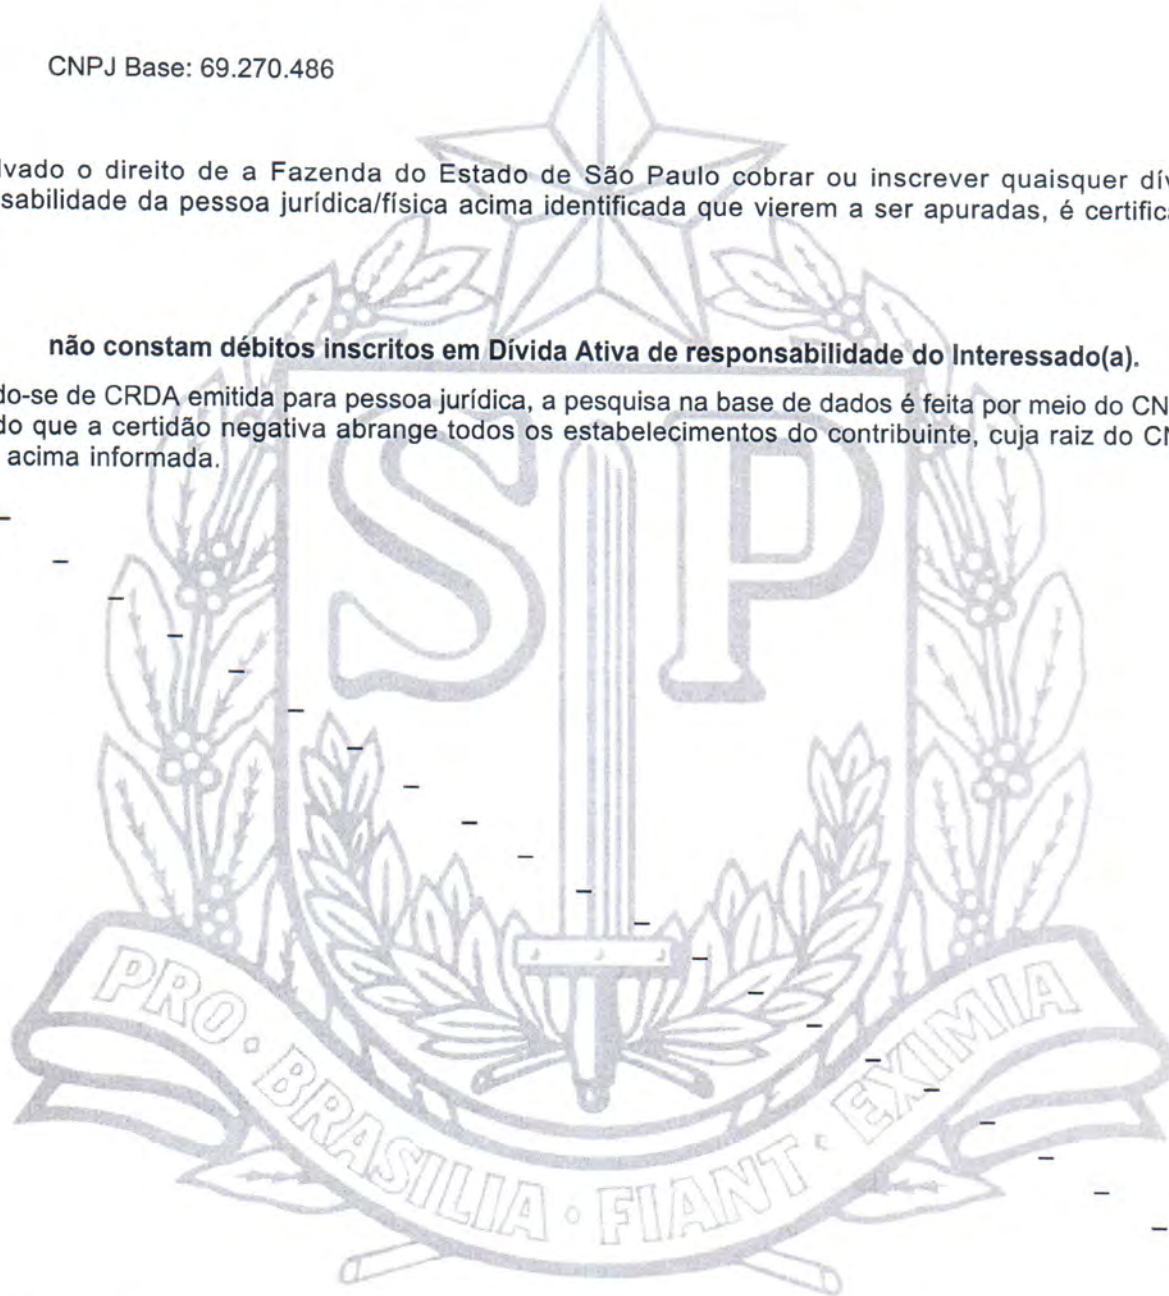 CNPJ Base: 69.270.486
lvado o direito de a Fazenda do Estado de São Paulo cobrar ou inscrever quaisquer dív
sabilidade da pessoa jurídica/física acima identificada que vierem a ser apuradas, é certifica
não constam débitos inscritos em Dívida Ativa de responsabilidade do Interessado(a).
do-se de CRDA emitida para pessoa jurídica, a pesquisa na base de dados é feita por meio do CN
do que a certidão negativa abrange todos os estabelecimentos do contribuinte, cuja raiz do CN
acima informada.
SP
PRO · BRASILIA · FIANT · EXIMIA